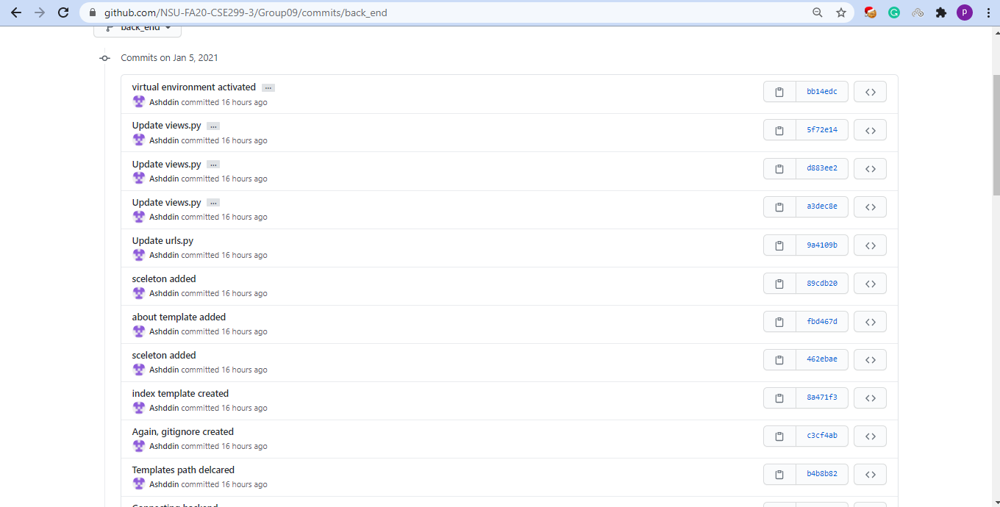 github.com/NSU-FA20-CSE299-3/Group09/commits/back_end
P
back_end
Commits on Jan 5, 2021
virtual environment activated ...
Ashddin committed 16 hours ago
bb14edc
Update views.py ...
Ashddin committed 16 hours ago
5f72e14
Update views.py ...
Ashddin committed 16 hours ago
d883ee2
Update views.py ...
Ashddin committed 16 hours ago
a3dec8e
Update urls.py
Ashddin committed 16 hours ago
9a4109b
sceleton added
Ashddin committed 16 hours ago
89cdb20
about template added
Ashddin committed 16 hours ago
fbd467d
sceleton added
Ashddin committed 16 hours ago
462ebae
index template created
Ashddin committed 16 hours ago
8a471f3
Again, gitignore created
Ashddin committed 16 hours ago
c3cf4ab
Templates path delcared
Ashddin committed 16 hours ago
b4b8b82
Connecting backend